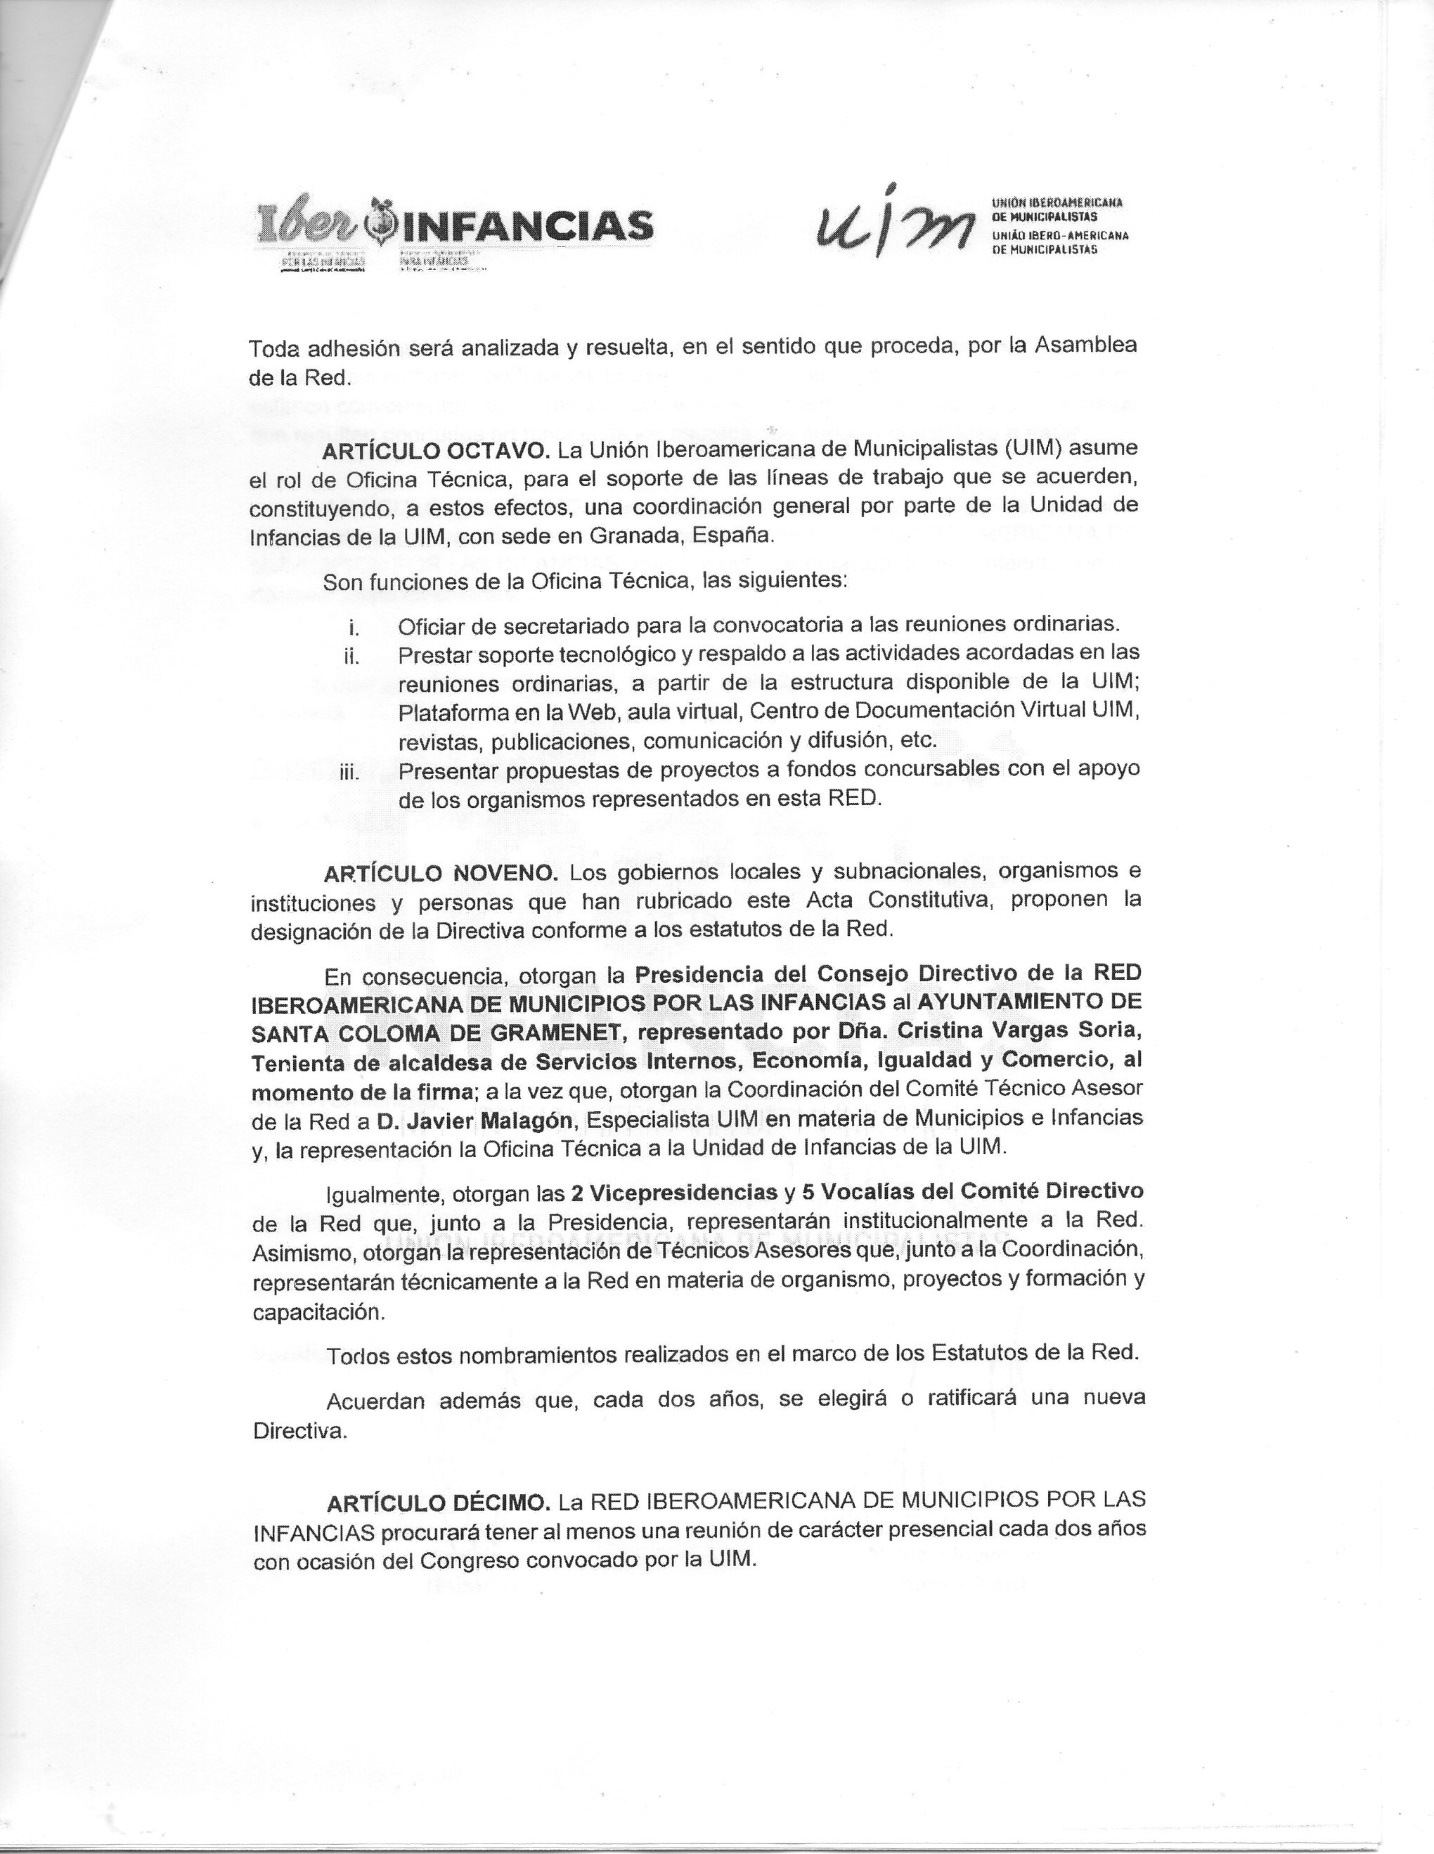 Iber INFANCIAS
POR LAS INFANCIAS
PARA INFÂNCIAS
uim
UNIÓN IBEROAMERICANA
DE MUNICIPALISTAS
UNIÃO IBERO-AMERICANA
DE MUNICIPALISTAS
Toda adhesión será analizada y resuelta, en el sentido que proceda, por la Asamblea
de la Red.
ARTÍCULO OCTAVO. La Unión Iberoamericana de Municipalistas (UIM) asume
el rol de Oficina Técnica, para el soporte de las líneas de trabajo que se acuerden,
constituyendo, a estos efectos, una coordinación general por parte de la Unidad de
Infancias de la UIM, con sede en Granada, España.
Son funciones de la Oficina Técnica, las siguientes:
i. Oficiar de secretariado para la convocatoria a las reuniones ordinarias.
ii. Prestar soporte tecnológico y respaldo a las actividades acordadas en las
reuniones ordinarias, a partir de la estructura disponible de la UIM;
Plataforma en la Web, aula virtual, Centro de Documentación Virtual UIM,
revistas, publicaciones, comunicación y difusión, etc.
iii. Presentar propuestas de proyectos a fondos concursables con el apoyo
de los organismos representados en esta RED.
ARTÍCULO NOVENO. Los gobiernos locales y subnacionales, organismos e
instituciones y personas que han rubricado este Acta Constitutiva, proponen la
designación de la Directiva conforme a los estatutos de la Red.
En consecuencia, otorgan la Presidencia del Consejo Directivo de la RED
IBEROAMERICANA DE MUNICIPIOS POR LAS INFANCIAS al AYUNTAMIENTO DE
SANTA COLOMA DE GRAMENET, representado por Dña. Cristina Vargas Soria,
Tenienta de alcaldesa de Servicios Internos, Economía, Igualdad y Comercio, al
momento de la firma; a la vez que, otorgan la Coordinación del Comité Técnico Asesor
de la Red a D. Javier Malagón, Especialista UIM en materia de Municipios e Infancias
y, la representación la Oficina Técnica a la Unidad de Infancias de la UIM.
Igualmente, otorgan las 2 Vicepresidencias y 5 Vocalías del Comité Directivo
de la Red que, junto a la Presidencia, representarán institucionalmente a la Red.
Asimismo, otorgan la representación de Técnicos Asesores que, junto a la Coordinación,
representarán técnicamente a la Red en materia de organismo, proyectos y formación y
capacitación.
Todos estos nombramientos realizados en el marco de los Estatutos de la Red.
Acuerdan además que, cada dos años, se elegirá o ratificará una nueva
Directiva.
ARTÍCULO DÉCIMO. La RED IBEROAMERICANA DE MUNICIPIOS POR LAS
INFANCIAS procurará tener al menos una reunión de carácter presencial cada dos años
con ocasión del Congreso convocado por la UIM.